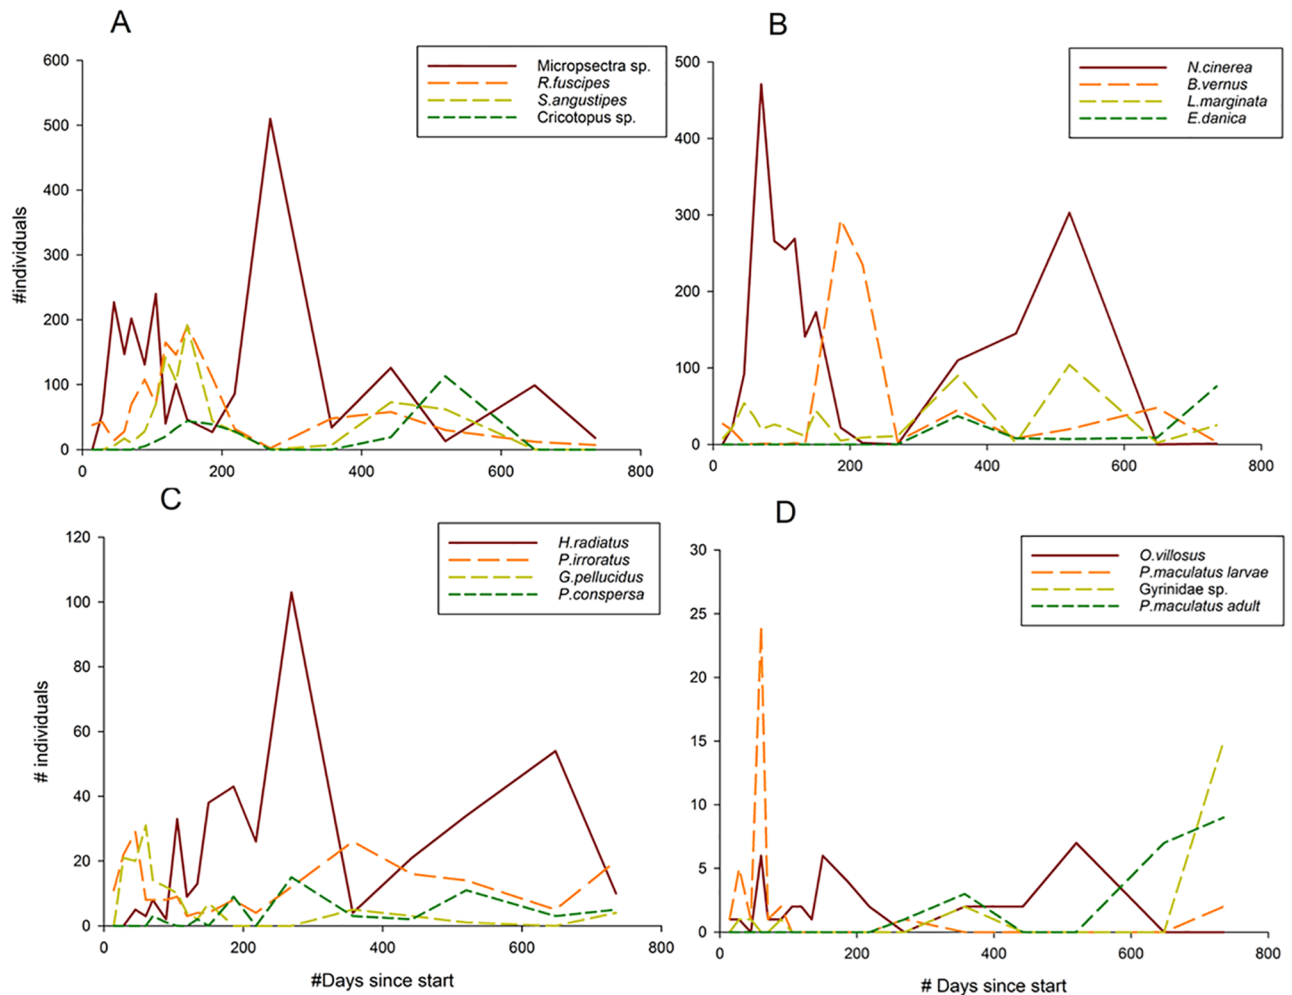 A
600
500
400
300
200
100
0
0 200 400 600 800
#individuals
Micropsectra sp.
R.fuscipes
S.angustipes
Cricotopus sp.
B
500
400
300
200
100
0
0 200 400 600 800
N.cinerea
B.vernus
L.marginata
E.danica
C
120
100
80
60
40
20
0
0 200 400 600 800
# individuals
#Days since start
H.radiatus
P.irroratus
G.pellucidus
P.conspersa
D
30
25
20
15
10
5
0
0 200 400 600 800
# Days since start
O.villosus
P.maculatus larvae
Gyrinidae sp.
P.maculatus adult